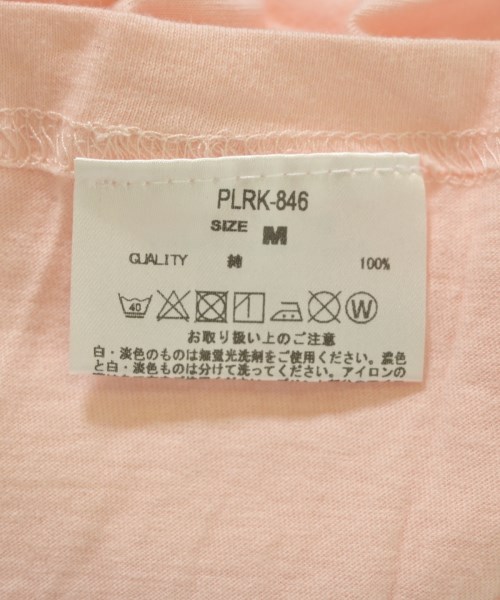 PLRK-846
SIZE M
QUALITY 綿 100%
40 W
お取り扱い上のご注意
白・淡色のものは無蛍光洗剤をご使用ください。濃色
と白・淡色ものは分けて洗ってください。アイロンの